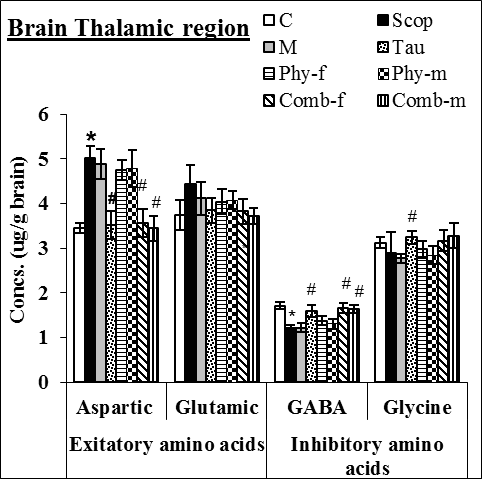 Brain Thalamic region
C Scop
M Tau
Phy-f Phy-m
Comb-f Comb-m
Concs. (ug/g brain)
6
5
4
3
2
1
0
*
#
#
#
#
*
#
#
#
Aspartic Glutamic GABA Glycine
Exitatory amino acids Inhibitory amino
acids